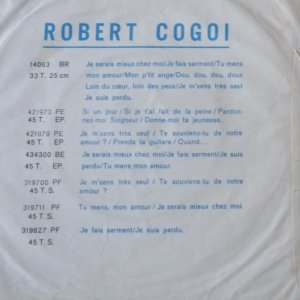 ROBERT COGOI
14083 BR Je serais mieux chez moi/Je fais serment/Tu mens
33 T. 25 cm mon amour/Mon p'tit ange/Dou, dou, dou, doux
Loin du cœur, loin des yeux/Je m'sens très seul
Je suis perdu.
421973 PE Si un jour/Si je t'ai fait de la peine/Pardon-
45 T. EP. nez-moi Seigneur/Donne-moi ta jeunesse.
421979 PE Je m'sens très seul/Te souviens-tu de notre
45 T. EP. amour?/Prends ta guitare/Quand...
434300 BE Je serais mieux chez moi/Je fais serment/Je suis
45 T. EP. perdu/Tu mens mon amour.
319700 PF Je m'sens très seul / Te souviens-tu de notre
45 T. S. amour ?
319711 PF Tu mens, mon amour/Je serais mieux chez moi.
45 T.S.
319827 PF Je fais serment/Je suis perdu.
45 T. S.